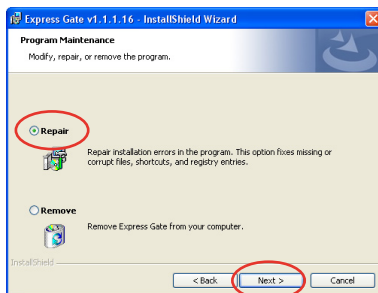 Express Gate v1.1.1.16 - InstallShield Wizard
Program Maintenance
Modify, repair, or remove the program.
Repair
Repair installation errors in the program. This option fixes missing or
corrupt files, shortcuts, and registry entries.
Remove
Remove Express Gate from your computer.
InstallShield
< Back Next > Cancel